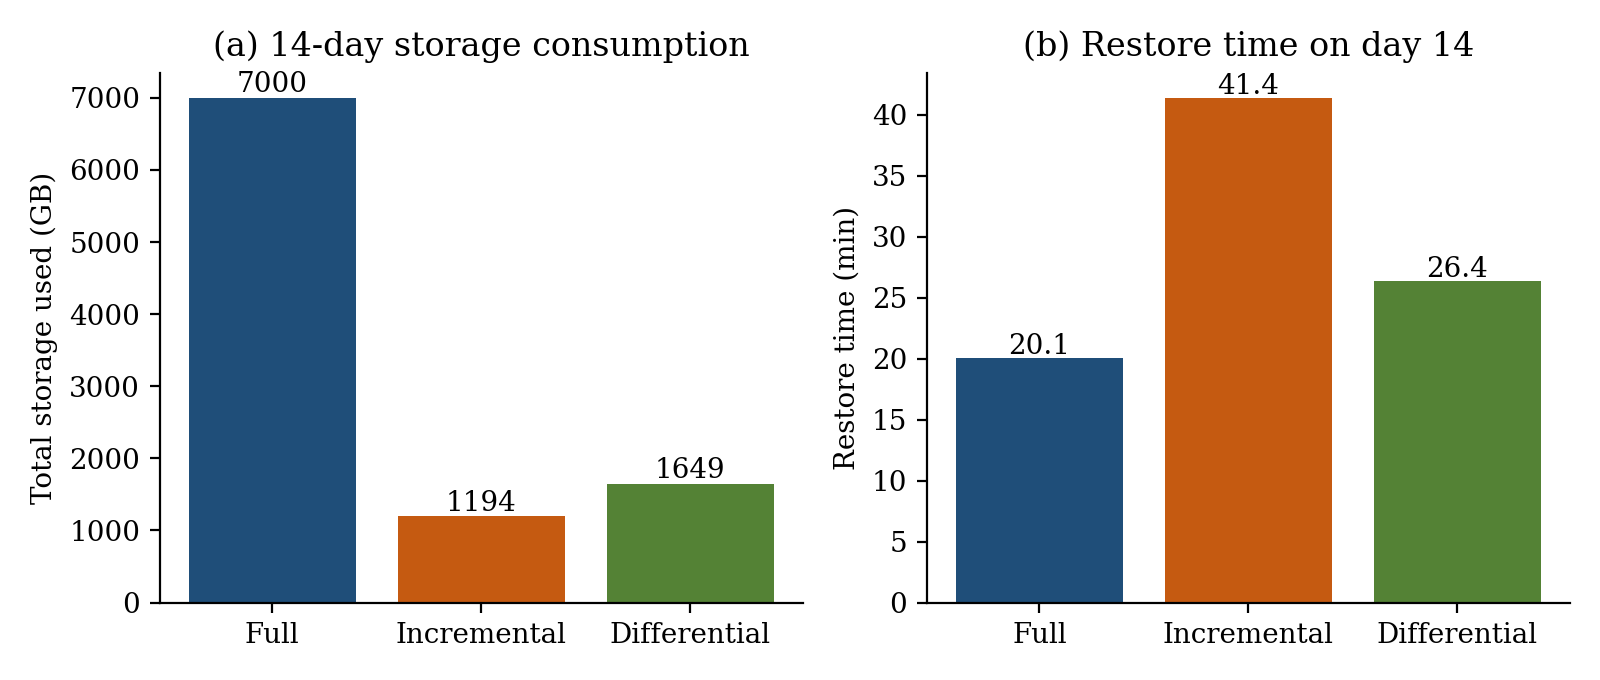 (a) 14-day storage consumption
Total storage used (GB)
7000
6000
5000
4000
3000
2000
1000
0
7000
1194
1649
Full
Incremental
Differential
(b) Restore time on day 14
Restore time (min)
40
35
30
25
20
15
10
5
0
20.1
41.4
26.4
Full
Incremental
Differential